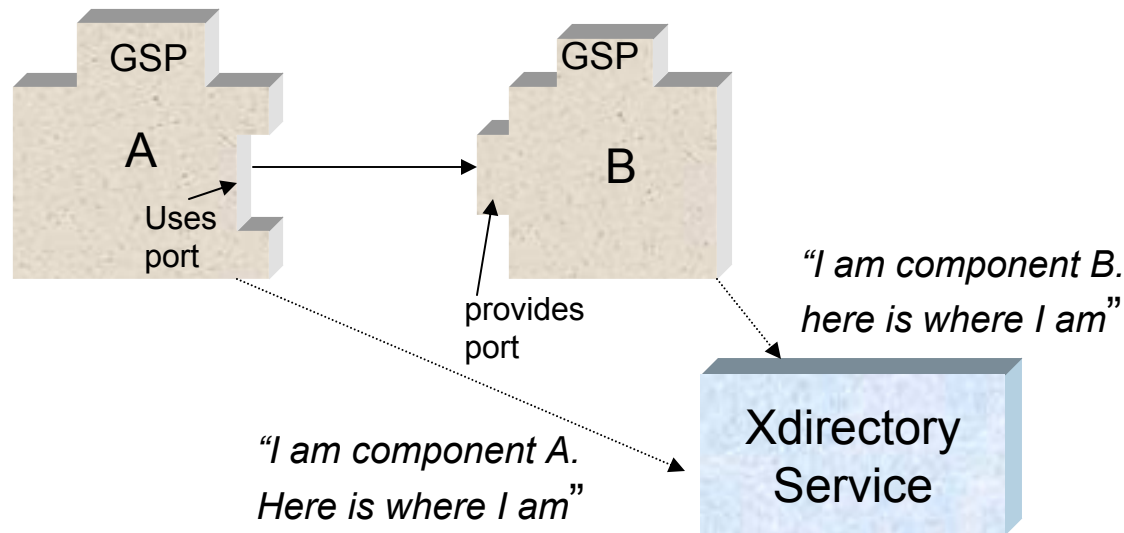 GSP
A
Uses
port
GSP
B
provides
port
“I am component B.
here is where I am”
“I am component A.
Here is where I am”
Xdirectory
Service